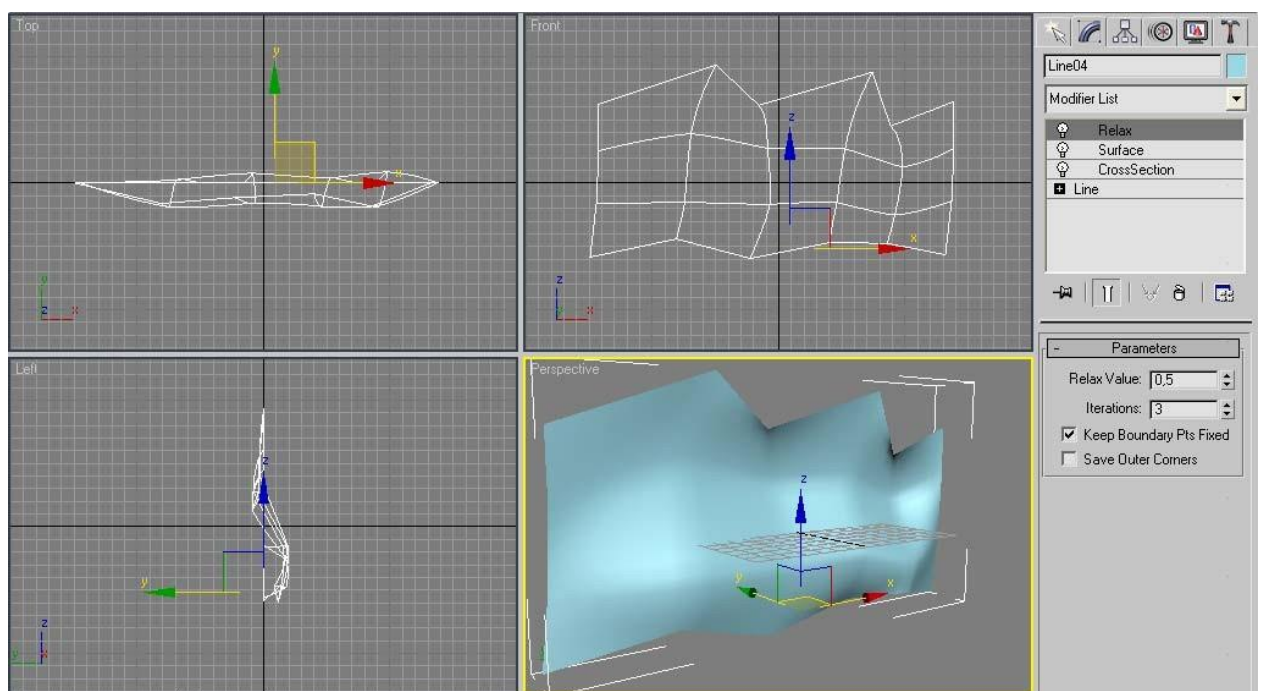 Top
y
x
y
z x
Front
z
x
z
y x
Left
z
y
z
y x
Perspective
z
y
x
Line04
Modifier List
Relax
Surface
CrossSection
Line
- Parameters
Relax Value: 0,5
Iterations: 3
Keep Boundary Pts Fixed
Save Outer Corners